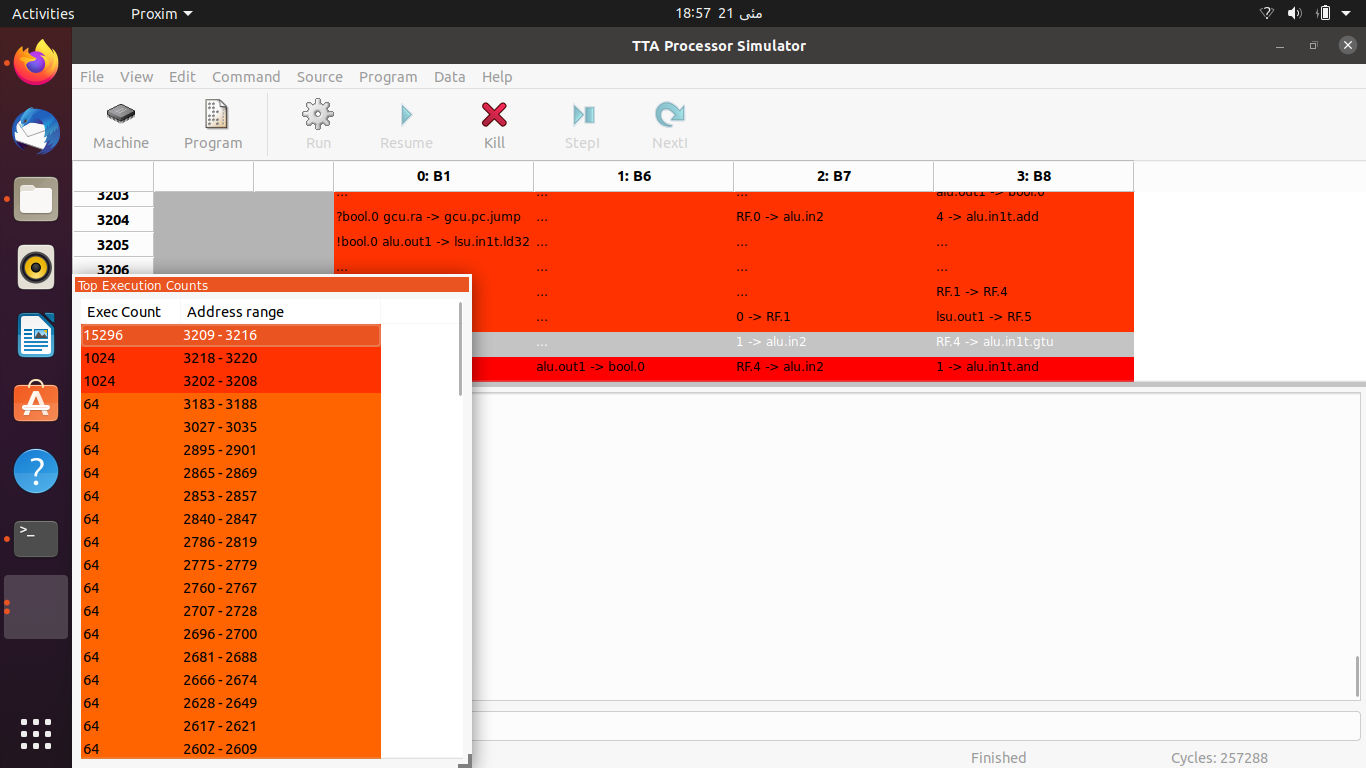 Activities Proxim 18:57 21 مئی
TTA Processor Simulator
File View Edit Command Source Program Data Help
Machine Program Run Resume Kill StepI NextI
0: B1 1: B6 2: B7 3: B8
3203 ... ... ... alu.out1 -> bool.0
3204 ?bool.0 gcu.ra -> gcu.pc.jump ... RF.0 -> alu.in2 4 -> alu.in1t.add
3205 !bool.0 alu.out1 -> lsu.in1t.ld32 ... ... ...
3206 ... ... ... ...
... ... RF.1 -> RF.4
... 0 -> RF.1 lsu.out1 -> RF.5
... 1 -> alu.in2 RF.4 -> alu.in1t.gtu
alu.out1 -> bool.0 RF.4 -> alu.in2 1 -> alu.in1t.and
Top Execution Counts
Exec Count Address range
15296 3209 - 3216
1024 3218 - 3220
1024 3202 - 3208
64 3183 - 3188
64 3027 - 3035
64 2895 - 2901
64 2865 - 2869
64 2853 - 2857
64 2840 - 2847
64 2786 - 2819
64 2775 - 2779
64 2760 - 2767
64 2707 - 2728
64 2696 - 2700
64 2681 - 2688
64 2666 - 2674
64 2628 - 2649
64 2617 - 2621
64 2602 - 2609
Finished Cycles: 257288